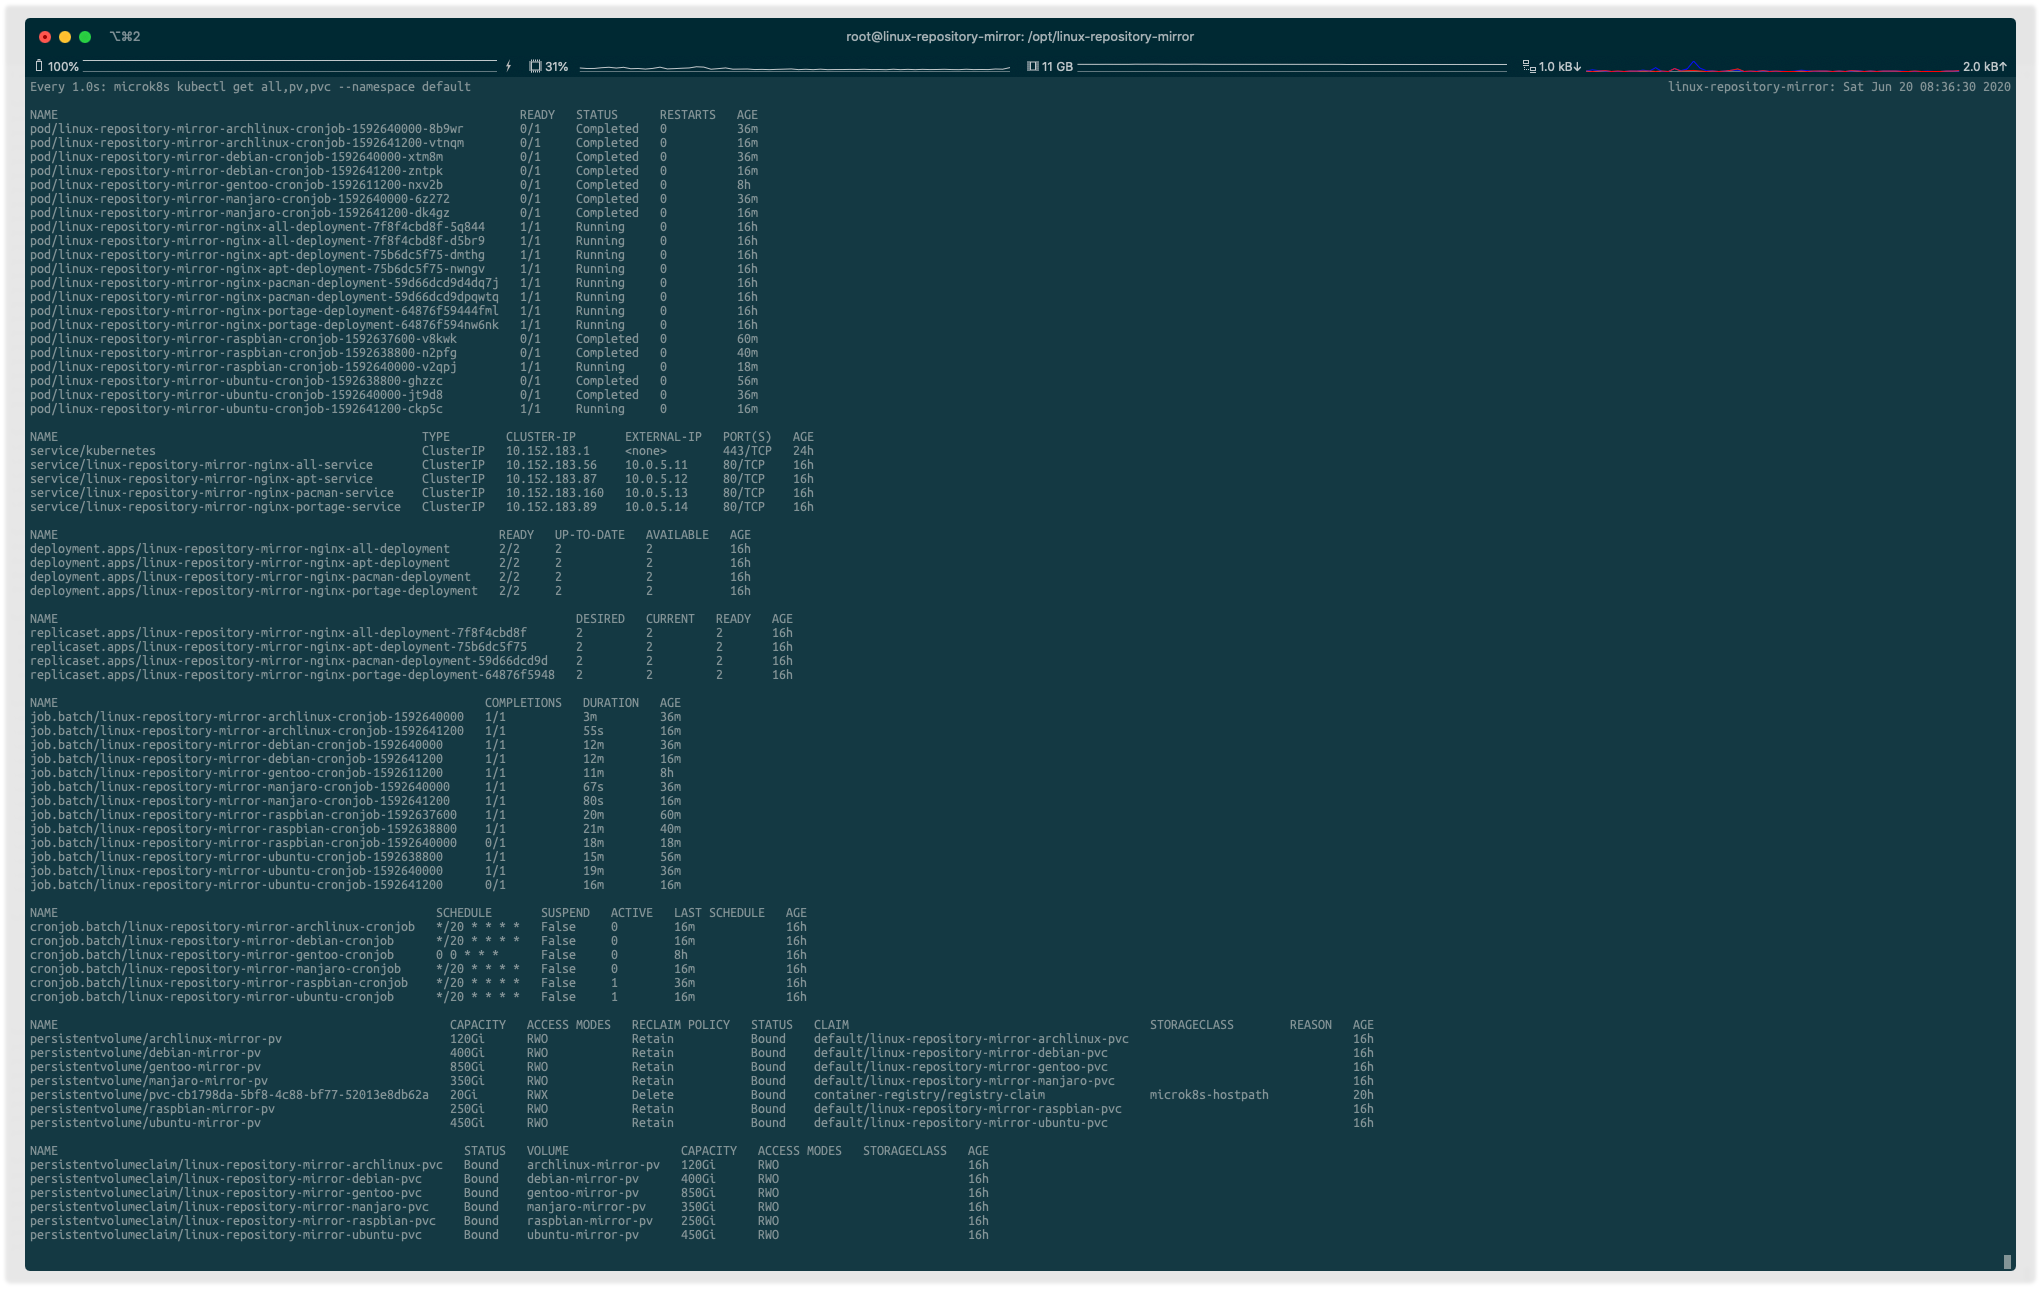 ⌥⌘2 root@linux-repository-mirror: /opt/linux-repository-mirror
100% 31% 11 GB 1.0 kB↓ 2.0 kB↑
Every 1.0s: microk8s kubectl get all,pv,pvc --namespace default linux-repository-mirror: Sat Jun 20 08:36:30 2020
NAME READY STATUS RESTARTS AGE
pod/linux-repository-mirror-archlinux-cronjob-1592640000-8b9wr 0/1 Completed 0 36m
pod/linux-repository-mirror-archlinux-cronjob-1592641200-vtnqm 0/1 Completed 0 16m
pod/linux-repository-mirror-debian-cronjob-1592640000-xtm8m 0/1 Completed 0 36m
pod/linux-repository-mirror-debian-cronjob-1592641200-zntpk 0/1 Completed 0 16m
pod/linux-repository-mirror-gentoo-cronjob-1592611200-nxv2b 0/1 Completed 0 8h
pod/linux-repository-mirror-manjaro-cronjob-1592640000-6z272 0/1 Completed 0 36m
pod/linux-repository-mirror-manjaro-cronjob-1592641200-dk4gz 0/1 Completed 0 16m
pod/linux-repository-mirror-nginx-all-deployment-7f8f4cbd8f-5q844 1/1 Running 0 16h
pod/linux-repository-mirror-nginx-all-deployment-7f8f4cbd8f-d5br9 1/1 Running 0 16h
pod/linux-repository-mirror-nginx-apt-deployment-75b6dc5f75-dmthg 1/1 Running 0 16h
pod/linux-repository-mirror-nginx-apt-deployment-75b6dc5f75-nwngv 1/1 Running 0 16h
pod/linux-repository-mirror-nginx-pacman-deployment-59d66dcd9d4dq7j 1/1 Running 0 16h
pod/linux-repository-mirror-nginx-pacman-deployment-59d66dcd9dpqwtq 1/1 Running 0 16h
pod/linux-repository-mirror-nginx-portage-deployment-64876f59444fml 1/1 Running 0 16h
pod/linux-repository-mirror-nginx-portage-deployment-64876f594nw6nk 1/1 Running 0 16h
pod/linux-repository-mirror-raspbian-cronjob-1592637600-v8kwk 0/1 Completed 0 60m
pod/linux-repository-mirror-raspbian-cronjob-1592638800-n2pfg 0/1 Completed 0 40m
pod/linux-repository-mirror-raspbian-cronjob-1592640000-v2qpj 1/1 Running 0 18m
pod/linux-repository-mirror-ubuntu-cronjob-1592638800-ghzzc 0/1 Completed 0 56m
pod/linux-repository-mirror-ubuntu-cronjob-1592640000-jt9d8 0/1 Completed 0 36m
pod/linux-repository-mirror-ubuntu-cronjob-1592641200-ckp5c 1/1 Running 0 16m
NAME TYPE CLUSTER-IP EXTERNAL-IP PORT(S) AGE
service/kubernetes ClusterIP 10.152.183.1 <none> 443/TCP 24h
service/linux-repository-mirror-nginx-all-service ClusterIP 10.152.183.56 10.0.5.11 80/TCP 16h
service/linux-repository-mirror-nginx-apt-service ClusterIP 10.152.183.87 10.0.5.12 80/TCP 16h
service/linux-repository-mirror-nginx-pacman-service ClusterIP 10.152.183.160 10.0.5.13 80/TCP 16h
service/linux-repository-mirror-nginx-portage-service ClusterIP 10.152.183.89 10.0.5.14 80/TCP 16h
NAME READY UP-TO-DATE AVAILABLE AGE
deployment.apps/linux-repository-mirror-nginx-all-deployment 2/2 2 2 16h
deployment.apps/linux-repository-mirror-nginx-apt-deployment 2/2 2 2 16h
deployment.apps/linux-repository-mirror-nginx-pacman-deployment 2/2 2 2 16h
deployment.apps/linux-repository-mirror-nginx-portage-deployment 2/2 2 2 16h
NAME DESIRED CURRENT READY AGE
replicaset.apps/linux-repository-mirror-nginx-all-deployment-7f8f4cbd8f 2 2 2 16h
replicaset.apps/linux-repository-mirror-nginx-apt-deployment-75b6dc5f75 2 2 2 16h
replicaset.apps/linux-repository-mirror-nginx-pacman-deployment-59d66dcd9d 2 2 2 16h
replicaset.apps/linux-repository-mirror-nginx-portage-deployment-64876f5948 2 2 2 16h
NAME COMPLETIONS DURATION AGE
job.batch/linux-repository-mirror-archlinux-cronjob-1592640000 1/1 3m 36m
job.batch/linux-repository-mirror-archlinux-cronjob-1592641200 1/1 55s 16m
job.batch/linux-repository-mirror-debian-cronjob-1592640000 1/1 12m 36m
job.batch/linux-repository-mirror-debian-cronjob-1592641200 1/1 12m 16m
job.batch/linux-repository-mirror-gentoo-cronjob-1592611200 1/1 11m 8h
job.batch/linux-repository-mirror-manjaro-cronjob-1592640000 1/1 67s 36m
job.batch/linux-repository-mirror-manjaro-cronjob-1592641200 1/1 80s 16m
job.batch/linux-repository-mirror-raspbian-cronjob-1592637600 1/1 20m 60m
job.batch/linux-repository-mirror-raspbian-cronjob-1592638800 1/1 21m 40m
job.batch/linux-repository-mirror-raspbian-cronjob-1592640000 0/1 18m 18m
job.batch/linux-repository-mirror-ubuntu-cronjob-1592638800 1/1 15m 56m
job.batch/linux-repository-mirror-ubuntu-cronjob-1592640000 1/1 19m 36m
job.batch/linux-repository-mirror-ubuntu-cronjob-1592641200 0/1 16m 16m
NAME SCHEDULE SUSPEND ACTIVE LAST SCHEDULE AGE
cronjob.batch/linux-repository-mirror-archlinux-cronjob */20 * * * * False 0 16m 16h
cronjob.batch/linux-repository-mirror-debian-cronjob */20 * * * * False 0 16m 16h
cronjob.batch/linux-repository-mirror-gentoo-cronjob 0 0 * * * False 0 8h 16h
cronjob.batch/linux-repository-mirror-manjaro-cronjob */20 * * * * False 0 16m 16h
cronjob.batch/linux-repository-mirror-raspbian-cronjob */20 * * * * False 1 36m 16h
cronjob.batch/linux-repository-mirror-ubuntu-cronjob */20 * * * * False 1 16m 16h
NAME CAPACITY ACCESS MODES RECLAIM POLICY STATUS CLAIM STORAGECLASS REASON AGE
persistentvolume/archlinux-mirror-pv 120Gi RWO Retain Bound default/linux-repository-mirror-archlinux-pvc 16h
persistentvolume/debian-mirror-pv 400Gi RWO Retain Bound default/linux-repository-mirror-debian-pvc 16h
persistentvolume/gentoo-mirror-pv 850Gi RWO Retain Bound default/linux-repository-mirror-gentoo-pvc 16h
persistentvolume/manjaro-mirror-pv 350Gi RWO Retain Bound default/linux-repository-mirror-manjaro-pvc 16h
persistentvolume/pvc-cb1798da-5bf8-4c88-bf77-52013e8db62a 20Gi RWX Delete Bound container-registry/registry-claim microk8s-hostpath 20h
persistentvolume/raspbian-mirror-pv 250Gi RWO Retain Bound default/linux-repository-mirror-raspbian-pvc 16h
persistentvolume/ubuntu-mirror-pv 450Gi RWO Retain Bound default/linux-repository-mirror-ubuntu-pvc 16h
NAME STATUS VOLUME CAPACITY ACCESS MODES STORAGECLASS AGE
persistentvolumeclaim/linux-repository-mirror-archlinux-pvc Bound archlinux-mirror-pv 120Gi RWO 16h
persistentvolumeclaim/linux-repository-mirror-debian-pvc Bound debian-mirror-pv 400Gi RWO 16h
persistentvolumeclaim/linux-repository-mirror-gentoo-pvc Bound gentoo-mirror-pv 850Gi RWO 16h
persistentvolumeclaim/linux-repository-mirror-manjaro-pvc Bound manjaro-mirror-pv 350Gi RWO 16h
persistentvolumeclaim/linux-repository-mirror-raspbian-pvc Bound raspbian-mirror-pv 250Gi RWO 16h
persistentvolumeclaim/linux-repository-mirror-ubuntu-pvc Bound ubuntu-mirror-pv 450Gi RWO 16h